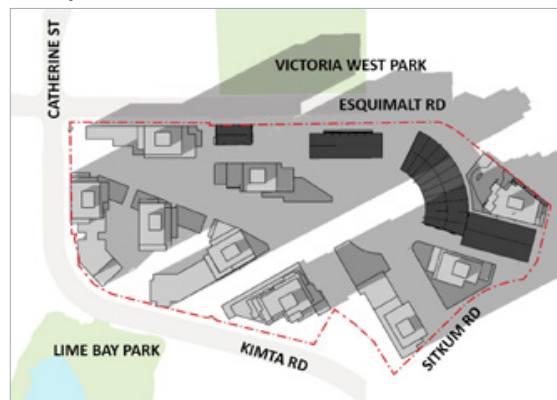 CATHERINE ST
VICTORIA WEST PARK
ESQUIMALT RD
LIME BAY PARK
KIMTA RD
SITKUM RD